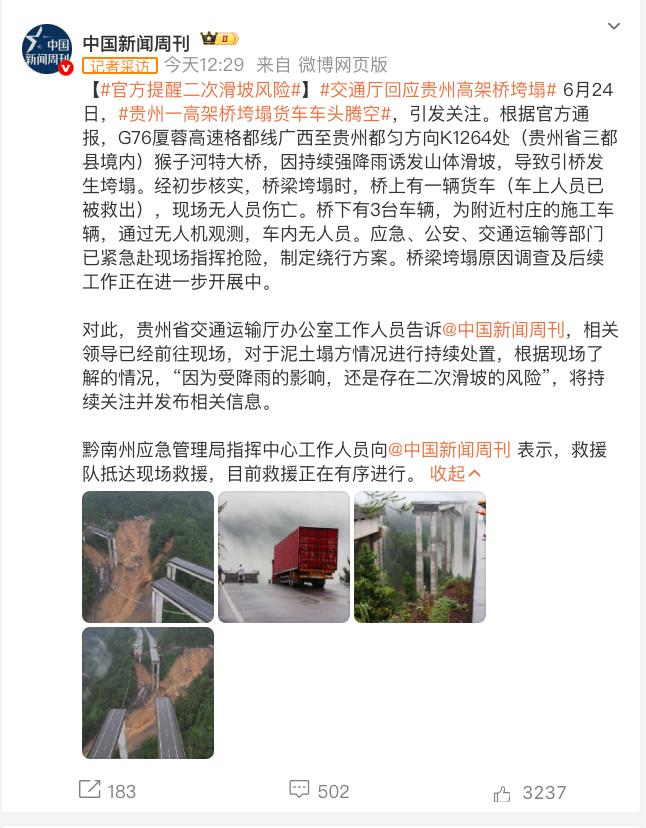 中国
新闻周刊
中国新闻周刊
II
记者采访 今天12:29 来自 微博网页版
【#官方提醒二次滑坡风险#】#交通厅回应贵州高架桥垮塌# 6月24
日，#贵州一高架桥垮塌货车车头腾空#，引发关注。根据官方通
报，G76厦蓉高速格都线广西至贵州都匀方向K1264处（贵州省三都
县境内）猴子河特大桥，因持续强降雨诱发山体滑坡，导致引桥发
生垮塌。经初步核实，桥梁垮塌时，桥上有一辆货车（车上人员已
被救出），现场无人员伤亡。桥下有3台车辆，为附近村庄的施工车
辆，通过无人机观测，车内无人员。应急、公安、交通运输等部门
已紧急赴现场指挥抢险，制定绕行方案。桥梁垮塌原因调查及后续
工作正在进一步开展中。
对此，贵州省交通运输厅办公室工作人员告诉@中国新闻周刊，相关
领导已经前往现场，对于泥土塌方情况进行持续处置，根据现场了
解的情况，“因为受降雨的影响，还是存在二次滑坡的风险”，将持
续关注并发布相关信息。
黔南州应急管理局指挥中心工作人员向@中国新闻周刊 表示，救援
队抵达现场救援，目前救援正在有序进行。 收起
183 502 3237